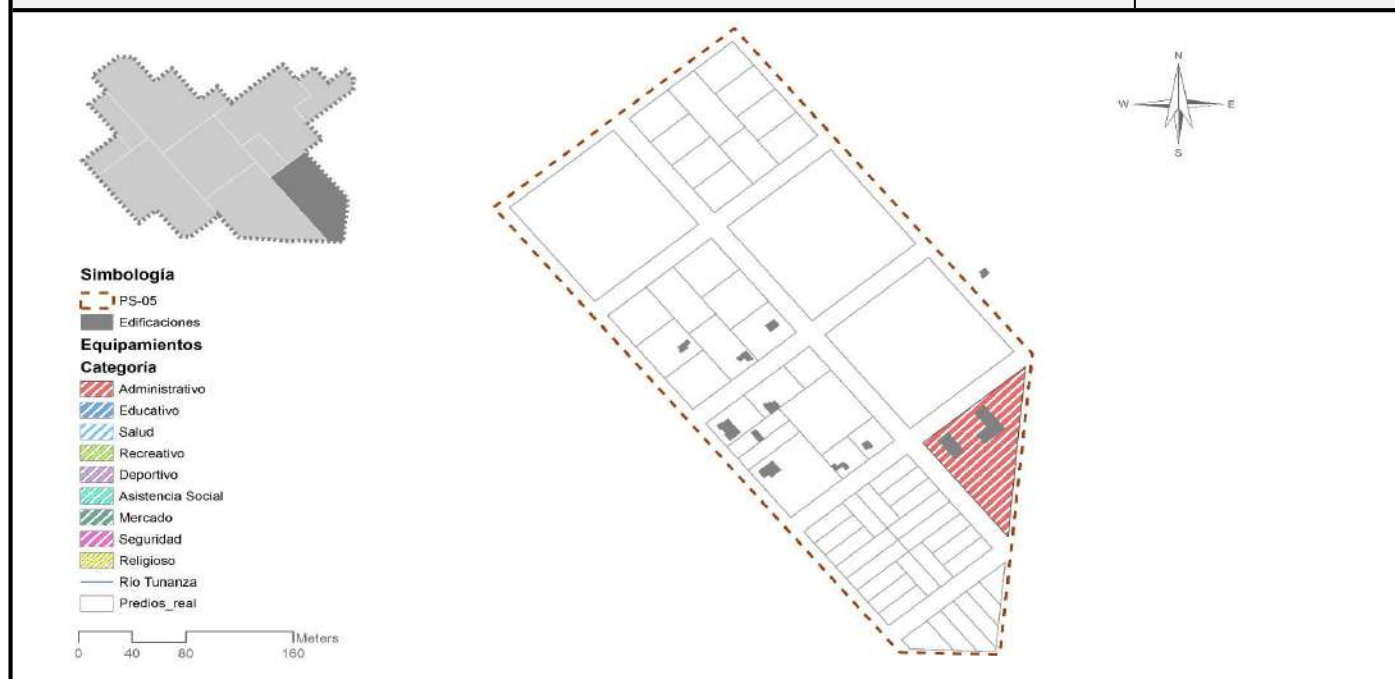 N
W E
S
Simbología
PS-05
Edificaciones
Equipamientos
Categoria
Administrativo
Educativo
Salud
Recreativo
Deportivo
Asistencia Social
Mercado
Seguridad
Religioso
Río Tunanza
Predios_real
Meters
0 40 80 160